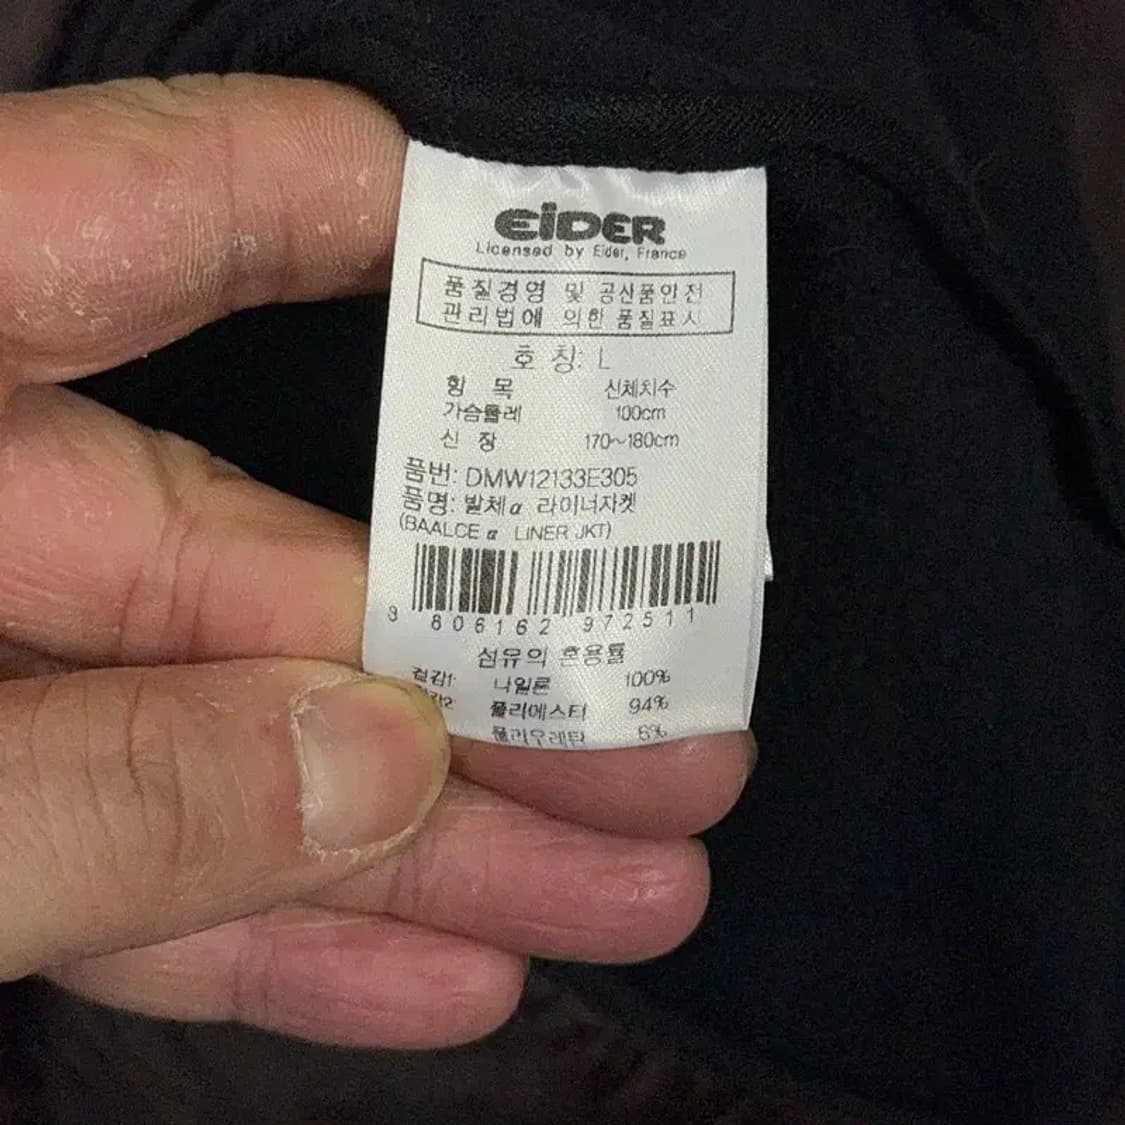 EiDER
Licensed by Eider, France
품질경영 및 공산품안전
관리법에 의한 품질표시
호 칭: L
항 목 신체치수
가슴둘레 100cm
신 장 170~180cm
품번: DMW12133E305
품명: 발체α 라이너자켓
(BAALCE α LINER JKT)
8 806162 972511
섬유의 혼용률
겉감1: 나일론 100%
폴리에스터 94%
폴리우레탄 6%